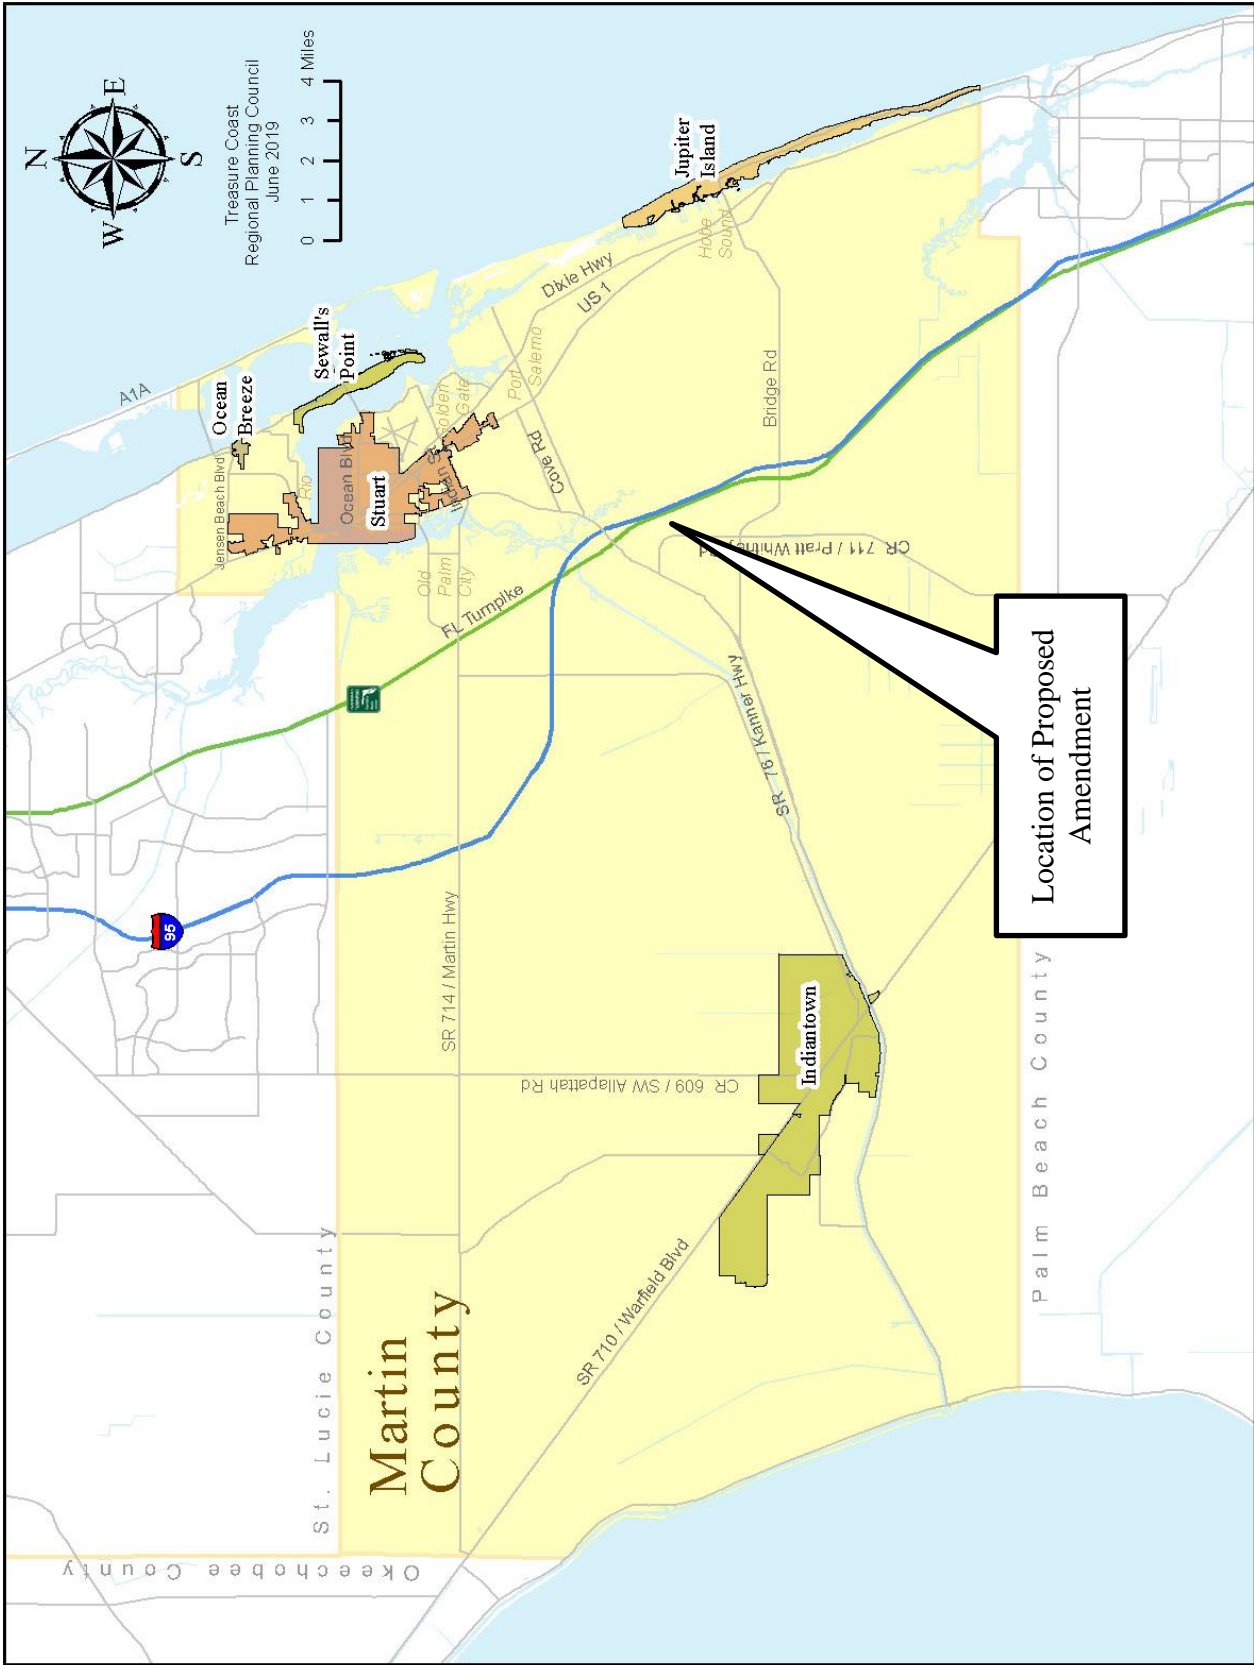 N
W
E
S
Treasure Coast
Regional Planning Council
June 2019
0 1 2 3 4 Miles
St. Lucie County
Okeechobee County
Martin
County
Palm Beach County
95
A1A
Jensen Beach Blvd
Ocean
Breeze
Sewall's
Point
Rio
Ocean Blvd
Stuart
Indian St
Golden
Gate
Old
Palm
City
Port
Salerno
FL Turnpike
SR 714 / Martin Hwy
Cove Rd
Dixie Hwy
US 1
Jupiter
Island
Hobe
Sound
Bridge Rd
CR 711 / Pratt Whitney Rd
SR 76 / Kanner Hwy
CR 609 / SW Allapattah Rd
Indiantown
SR 710 / Warfield Blvd
Location of Proposed
Amendment